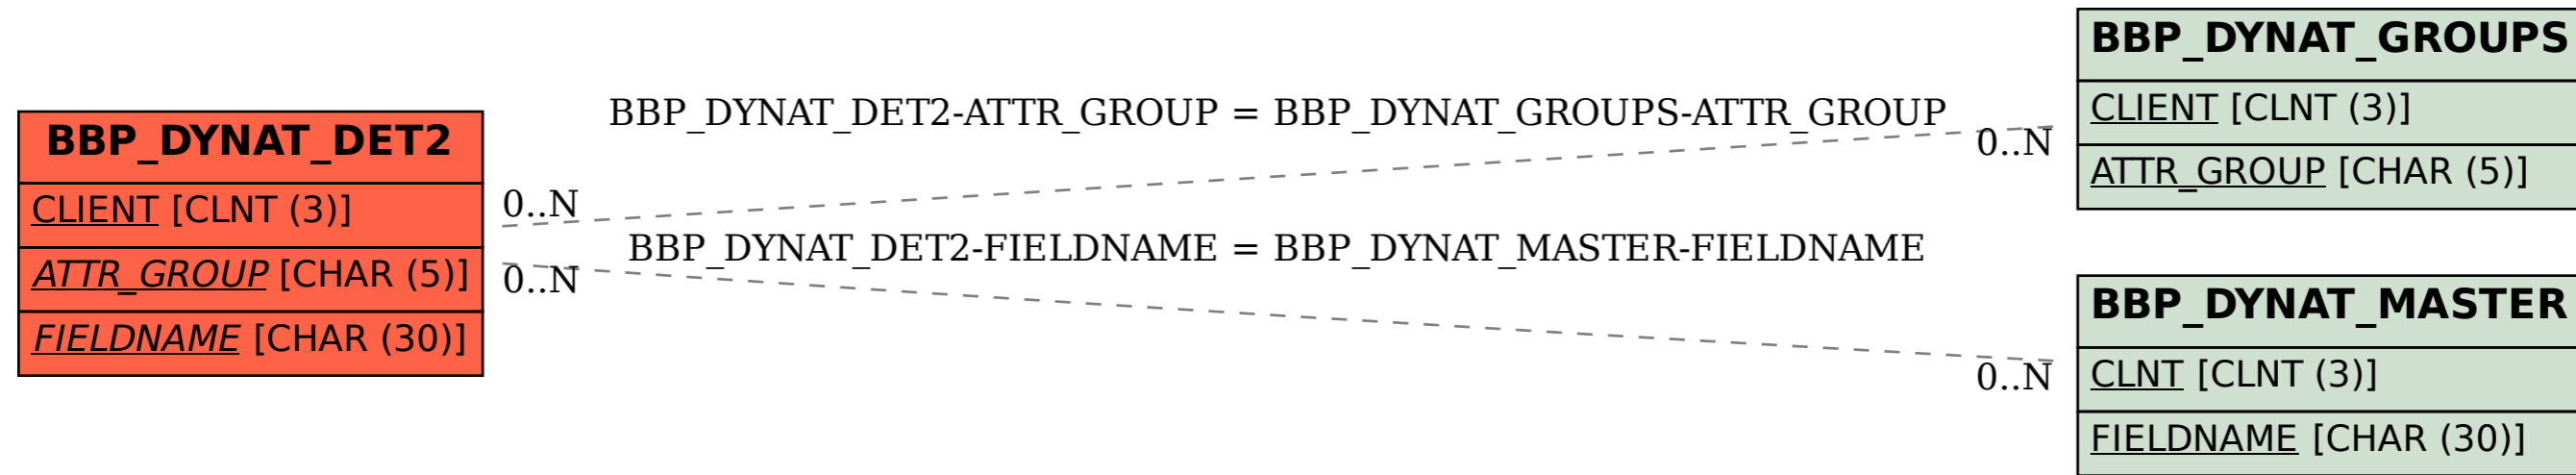 BBP_DYNAT_DET2
CLIENT [CLNT (3)]
ATTR_GROUP [CHAR (5)]
FIELDNAME [CHAR (30)]
BBP_DYNAT_DET2-ATTR_GROUP = BBP_DYNAT_GROUPS-ATTR_GROUP
0..N
0..N
BBP_DYNAT_DET2-FIELDNAME = BBP_DYNAT_MASTER-FIELDNAME
0..N
0..N
BBP_DYNAT_GROUPS
CLIENT [CLNT (3)]
ATTR_GROUP [CHAR (5)]
BBP_DYNAT_MASTER
CLNT [CLNT (3)]
FIELDNAME [CHAR (30)]